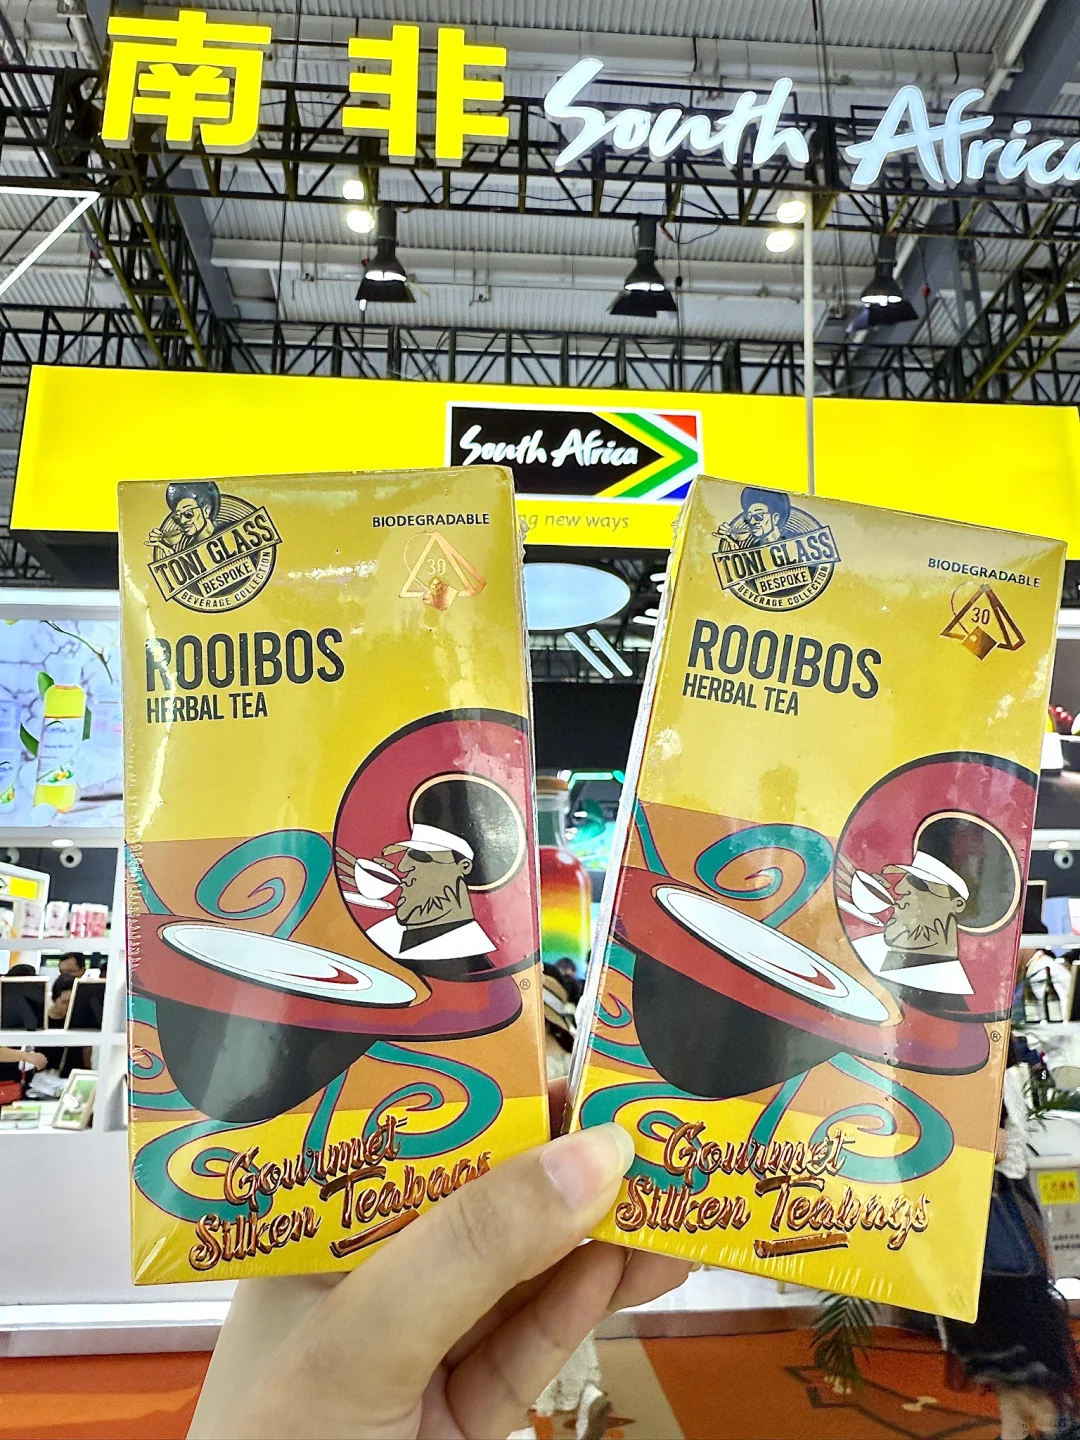 南非 South Africa
South Africa
ng new ways
TONI GLASS
BESPOKE
BEVERAGE COLLECTION
BIODEGRADABLE
30
ROOIBOS
HERBAL TEA
®
Gourmet
Silken Teabags
TONI GLASS
BESPOKE
BEVERAGE COLLECTION
BIODEGRADABLE
30
ROOIBOS
HERBAL TEA
®
Gourmet
Silken Teabags